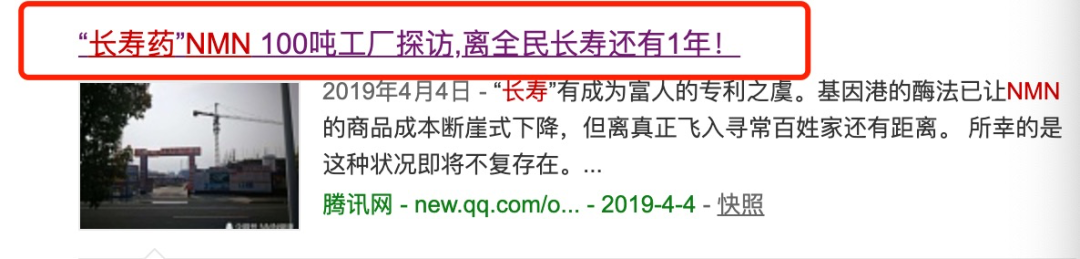 “长寿药”NMN 100吨工厂探访,离全民长寿还有1年！
2019年4月4日 - “长寿”有成为富人的专利之虞。基因港的酶法已让NMN
的商品成本断崖式下降，但离真正飞入寻常百姓家还有距离。 所幸的是
这种状况即将不复存在。...
腾讯网 - new.qq.com/o... - 2019-4-4 - 快照